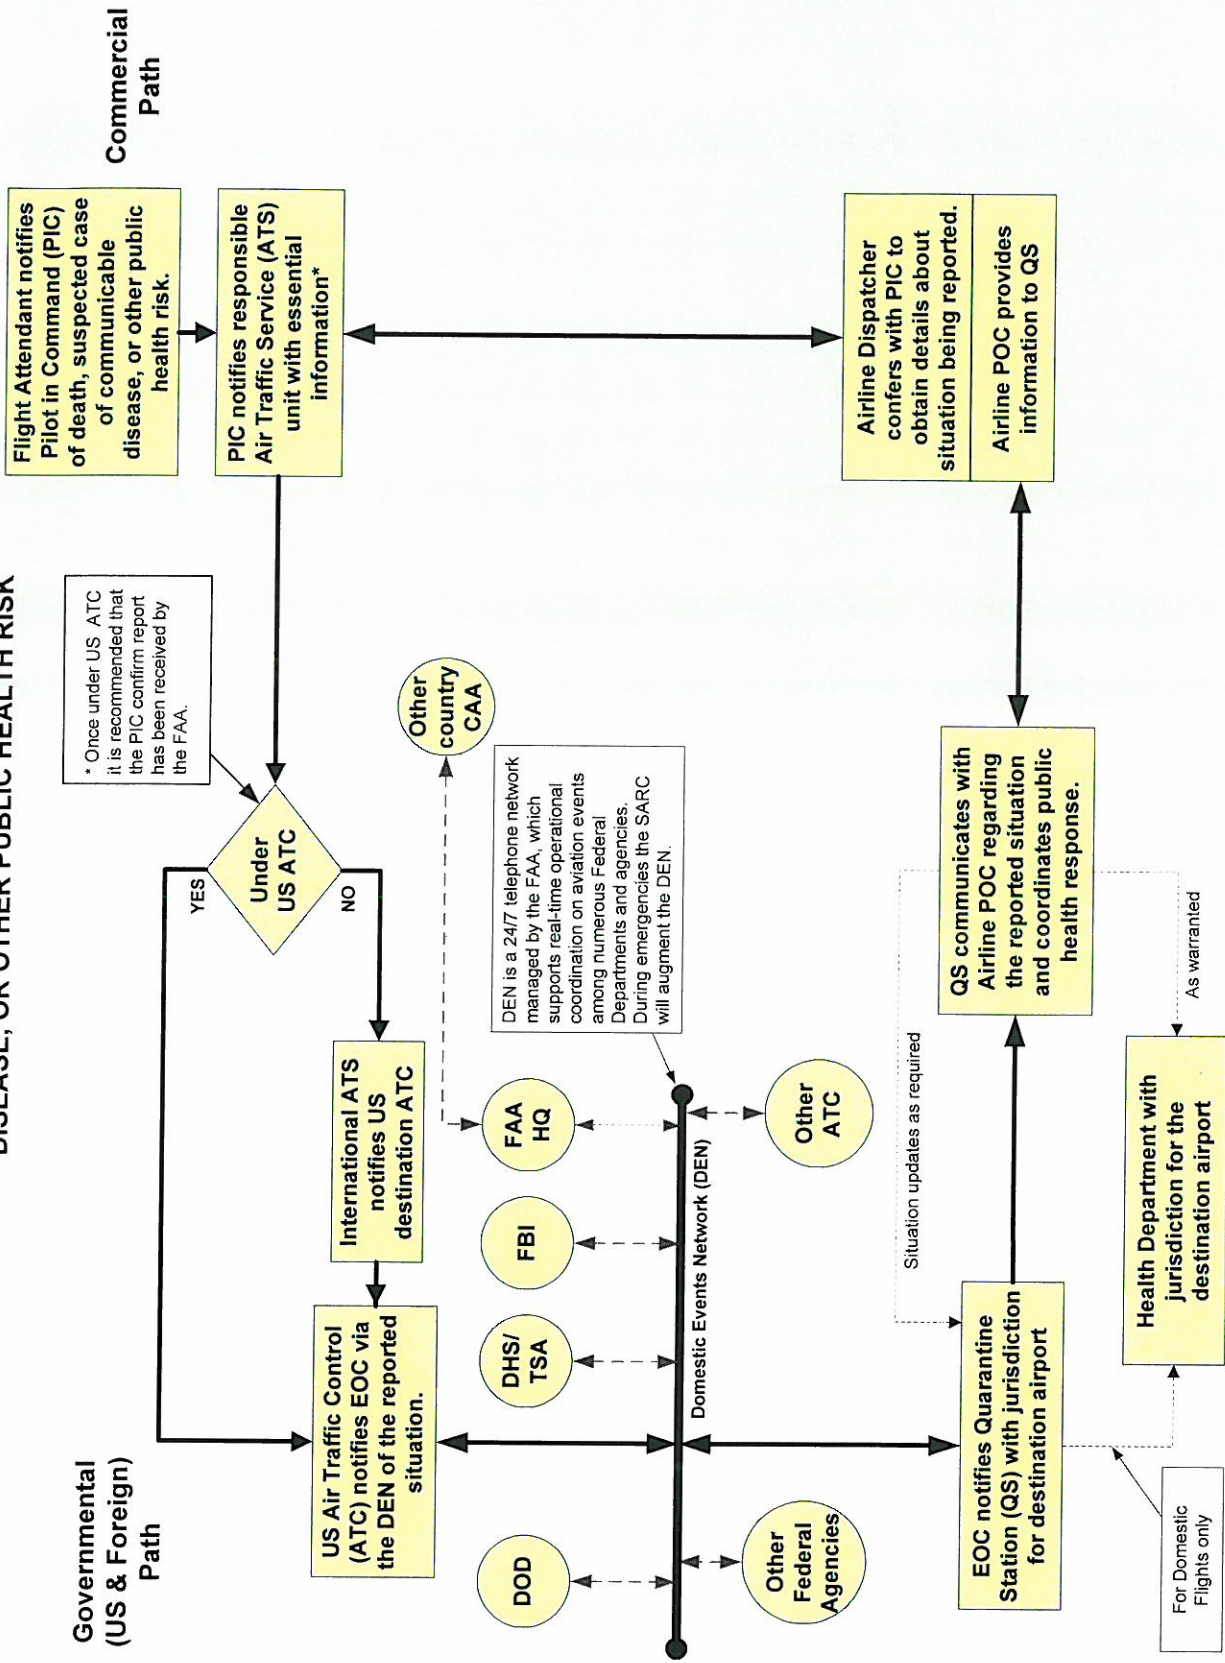 DISEASE, OR OTHER PUBLIC HEALTH RISK
Governmental
(US & Foreign)
Path
Commercial
Path
Flight Attendant notifies
Pilot in Command (PIC)
of death, suspected case
of communicable
disease, or other public
health risk.
PIC notifies responsible
Air Traffic Service (ATS)
unit with essential
information*
* Once under US ATC
it is recommended that
the PIC confirm report
has been received by
the FAA.
Under
US ATC
YES
NO
International ATS
notifies US
destination ATC
US Air Traffic Control
(ATC) notifies EOC via
the DEN of the reported
situation.
Other
country
CAA
DOD
DHS/
TSA
FBI
FAA
HQ
DEN is a 24/7 telephone network
managed by the FAA, which
supports real-time operational
coordination on aviation events
among numerous Federal
Departments and agencies.
During emergencies the SARC
will augment the DEN.
Domestic Events Network (DEN)
Other
Federal
Agencies
Other
ATC
Airline Dispatcher
confers with PIC to
obtain details about
situation being reported.
Airline POC provides
information to QS
EOC notifies Quarantine
Station (QS) with jurisdiction
for destination airport
Situation updates as required
QS communicates with
Airline POC regarding
the reported situation
and coordinates public
health response.
As warranted
Health Department with
jurisdiction for the
destination airport
For Domestic
Flights only